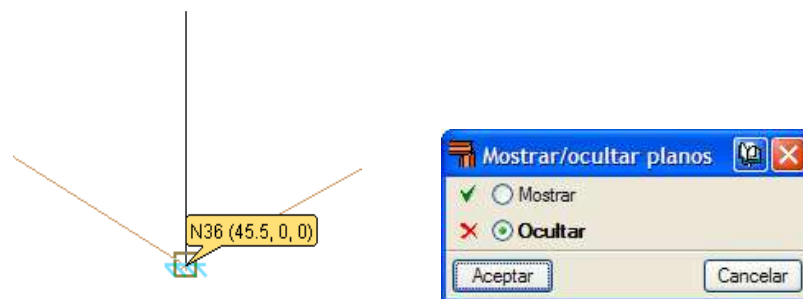 N36 (45.5, 0, 0)
Mostrar/ocultar planos
Mostrar
Ocultar
Aceptar
Cancelar